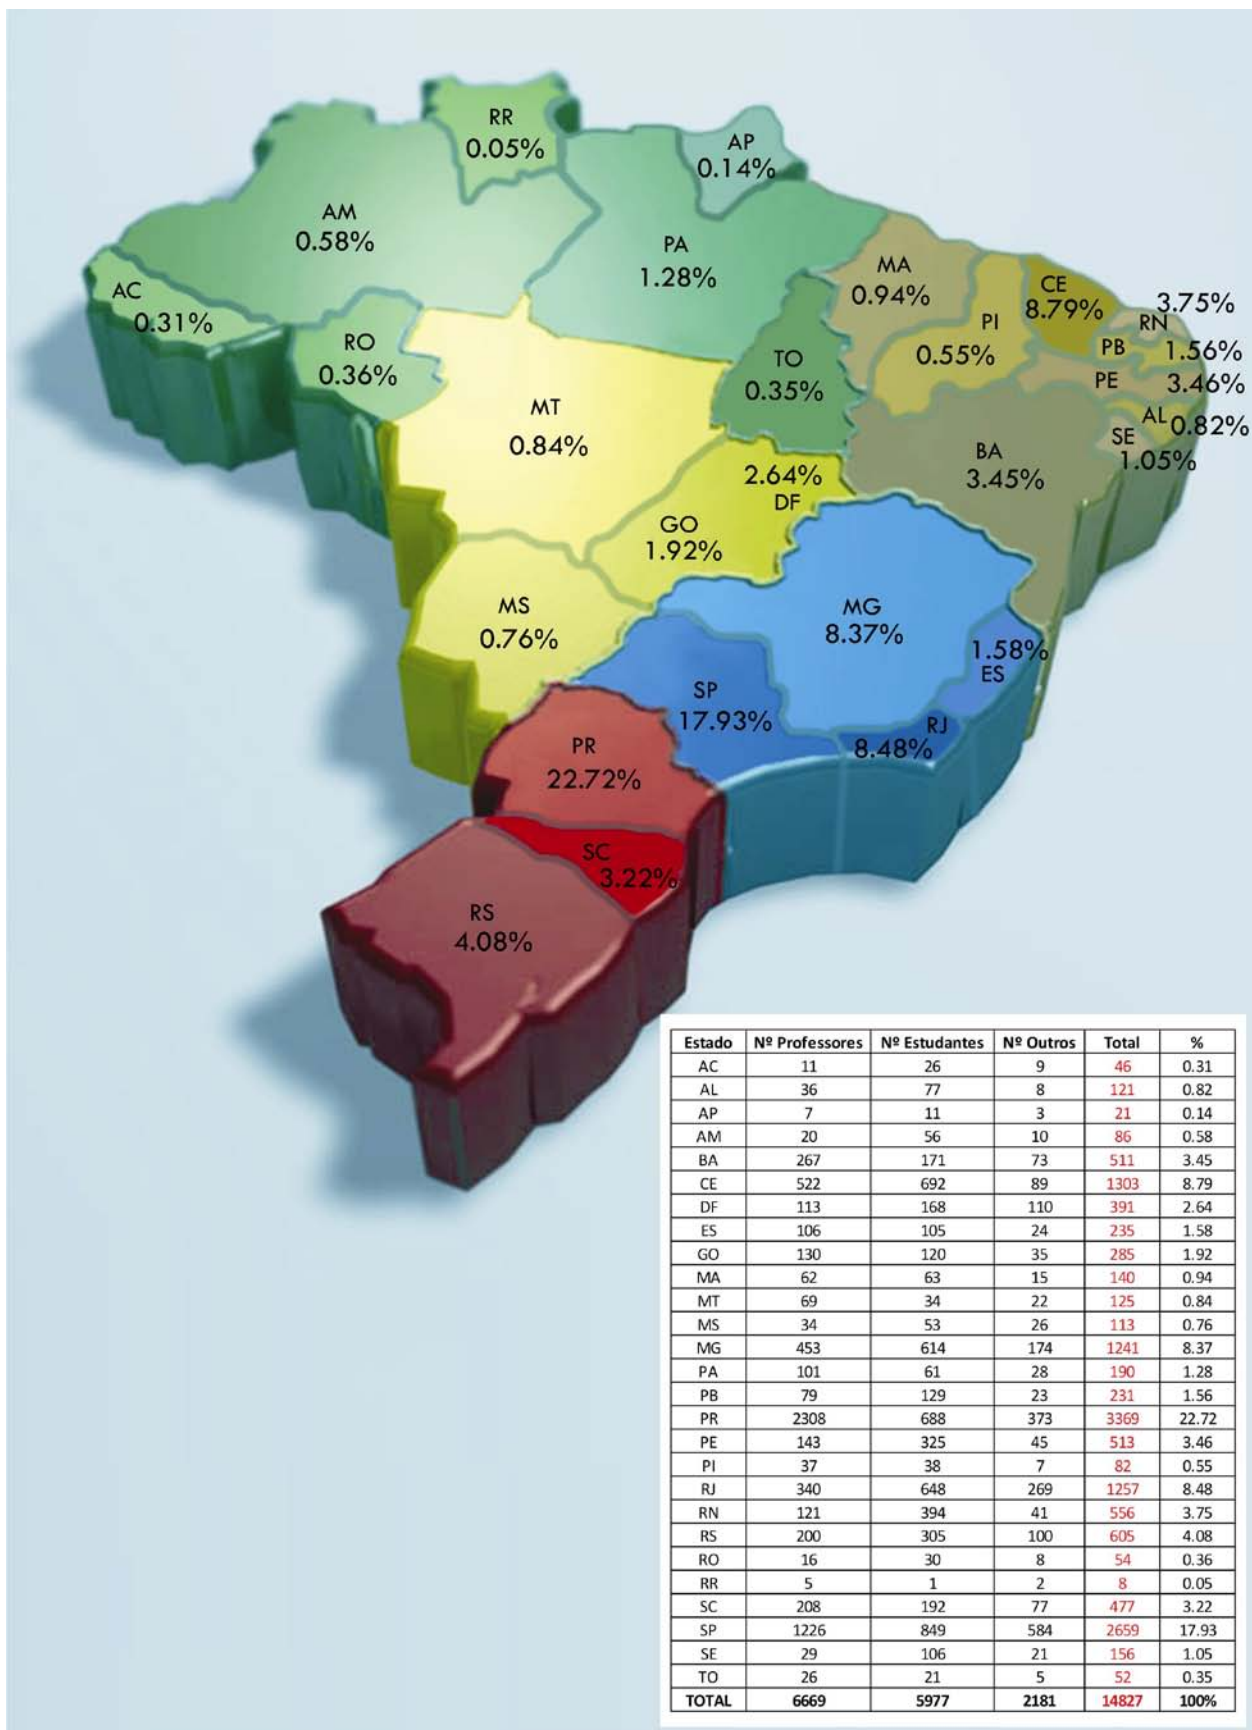 RR
0.05%
AP
0.14%
AM
0.58%
PA
1.28%
MA
0.94%
CE
8.79%
3.75%
RN
AC
0.31%
RO
0.36%
PI
0.55%
PB
1.56%
TO
0.35%
PE
3.46%
MT
0.84%
AL
0.82%
SE
1.05%
BA
3.45%
2.64%
DF
GO
1.92%
MS
0.76%
MG
8.37%
1.58%
ES
SP
17.93%
RJ
8.48%
PR
22.72%
SC
3.22%
RS
4.08%
Estado Nº Professores Nº Estudantes Nº Outros Total %
AC 11 26 9 46 0.31
AL 36 77 8 121 0.82
AP 7 11 3 21 0.14
AM 20 56 10 86 0.58
BA 267 171 73 511 3.45
CE 522 692 89 1303 8.79
DF 113 168 110 391 2.64
ES 106 105 24 235 1.58
GO 130 120 35 285 1.92
MA 62 63 15 140 0.94
MT 69 34 22 125 0.84
MS 34 53 26 113 0.76
MG 453 614 174 1241 8.37
PA 101 61 28 190 1.28
PB 79 129 23 231 1.56
PR 2308 688 373 3369 22.72
PE 143 325 45 513 3.46
PI 37 38 7 82 0.55
RJ 340 648 269 1257 8.48
RN 121 394 41 556 3.75
RS 200 305 100 605 4.08
RO 16 30 8 54 0.36
RR 5 1 2 8 0.05
SC 208 192 77 477 3.22
SP 1226 849 584 2659 17.93
SE 29 106 21 156 1.05
TO 26 21 5 52 0.35
TOTAL 6669 5977 2181 14827 100%